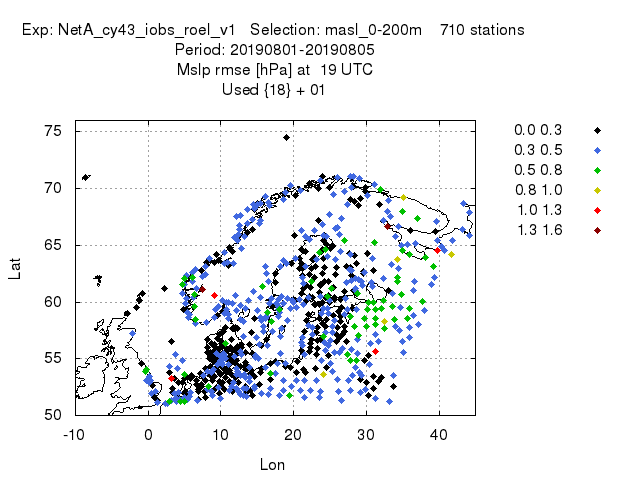 Exp: NetA_cy43_iobs_roel_v1   Selection: masl_0-200m    710 stations
Period: 20190801-20190805
Mslp rmse [hPa] at  19 UTC
Used {18} + 01
75
70
65
60
55
50
-10 0 10 20 30 40
Lat
Lon
0.0 0.3
0.3 0.5
0.5 0.8
0.8 1.0
1.0 1.3
1.3 1.6